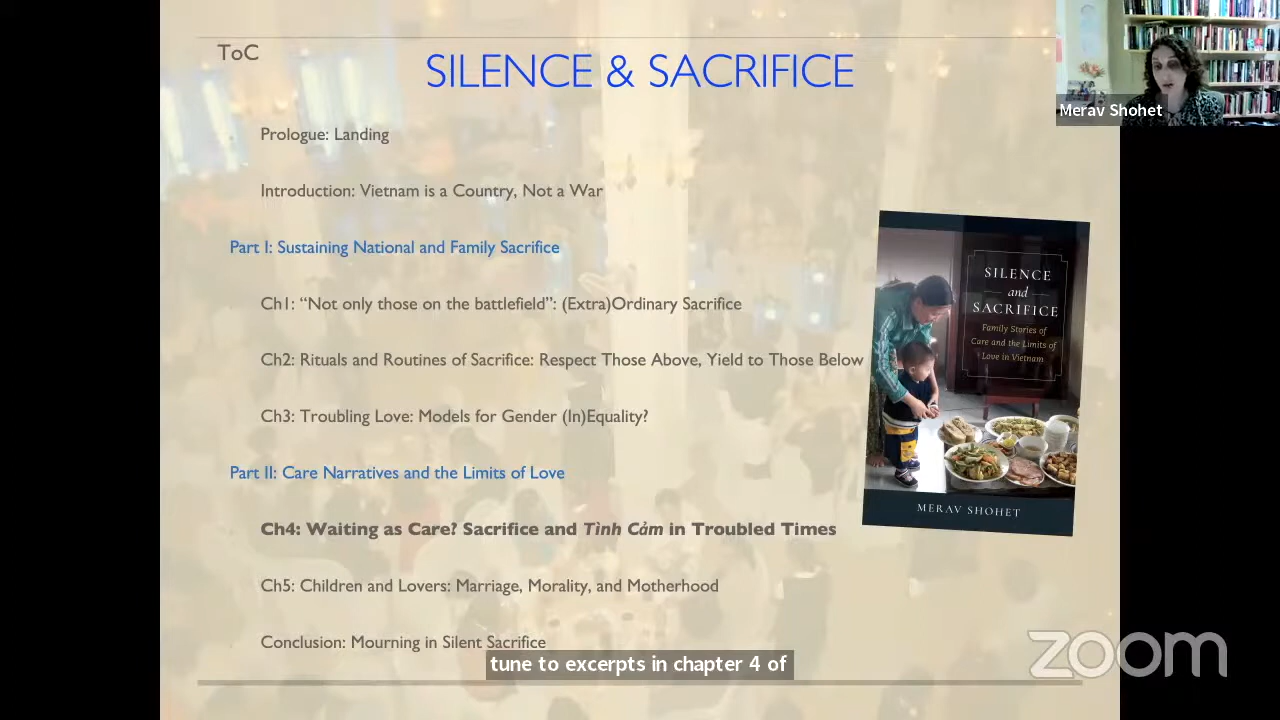 ToC
SILENCE & SACRIFICE
Merav Shohet
Prologue: Landing
Introduction: Vietnam is a Country, Not a War
Part I: Sustaining National and Family Sacrifice
Ch1: “Not only those on the battlefield”: (Extra)Ordinary Sacrifice
Ch2: Rituals and Routines of Sacrifice: Respect Those Above, Yield to Those Below
Ch3: Troubling Love: Models for Gender (In)Equality?
Part II: Care Narratives and the Limits of Love
Ch4: Waiting as Care? Sacrifice and Tình Cảm in Troubled Times
Ch5: Children and Lovers: Marriage, Morality, and Motherhood
Conclusion: Mourning in Silent Sacrifice
SILENCE
and
SACRIFICE
Family Stories of
Care and the Limits of
Love in Vietnam
MERAV SHOHET
tune to excerpts in chapter 4 of
zoom